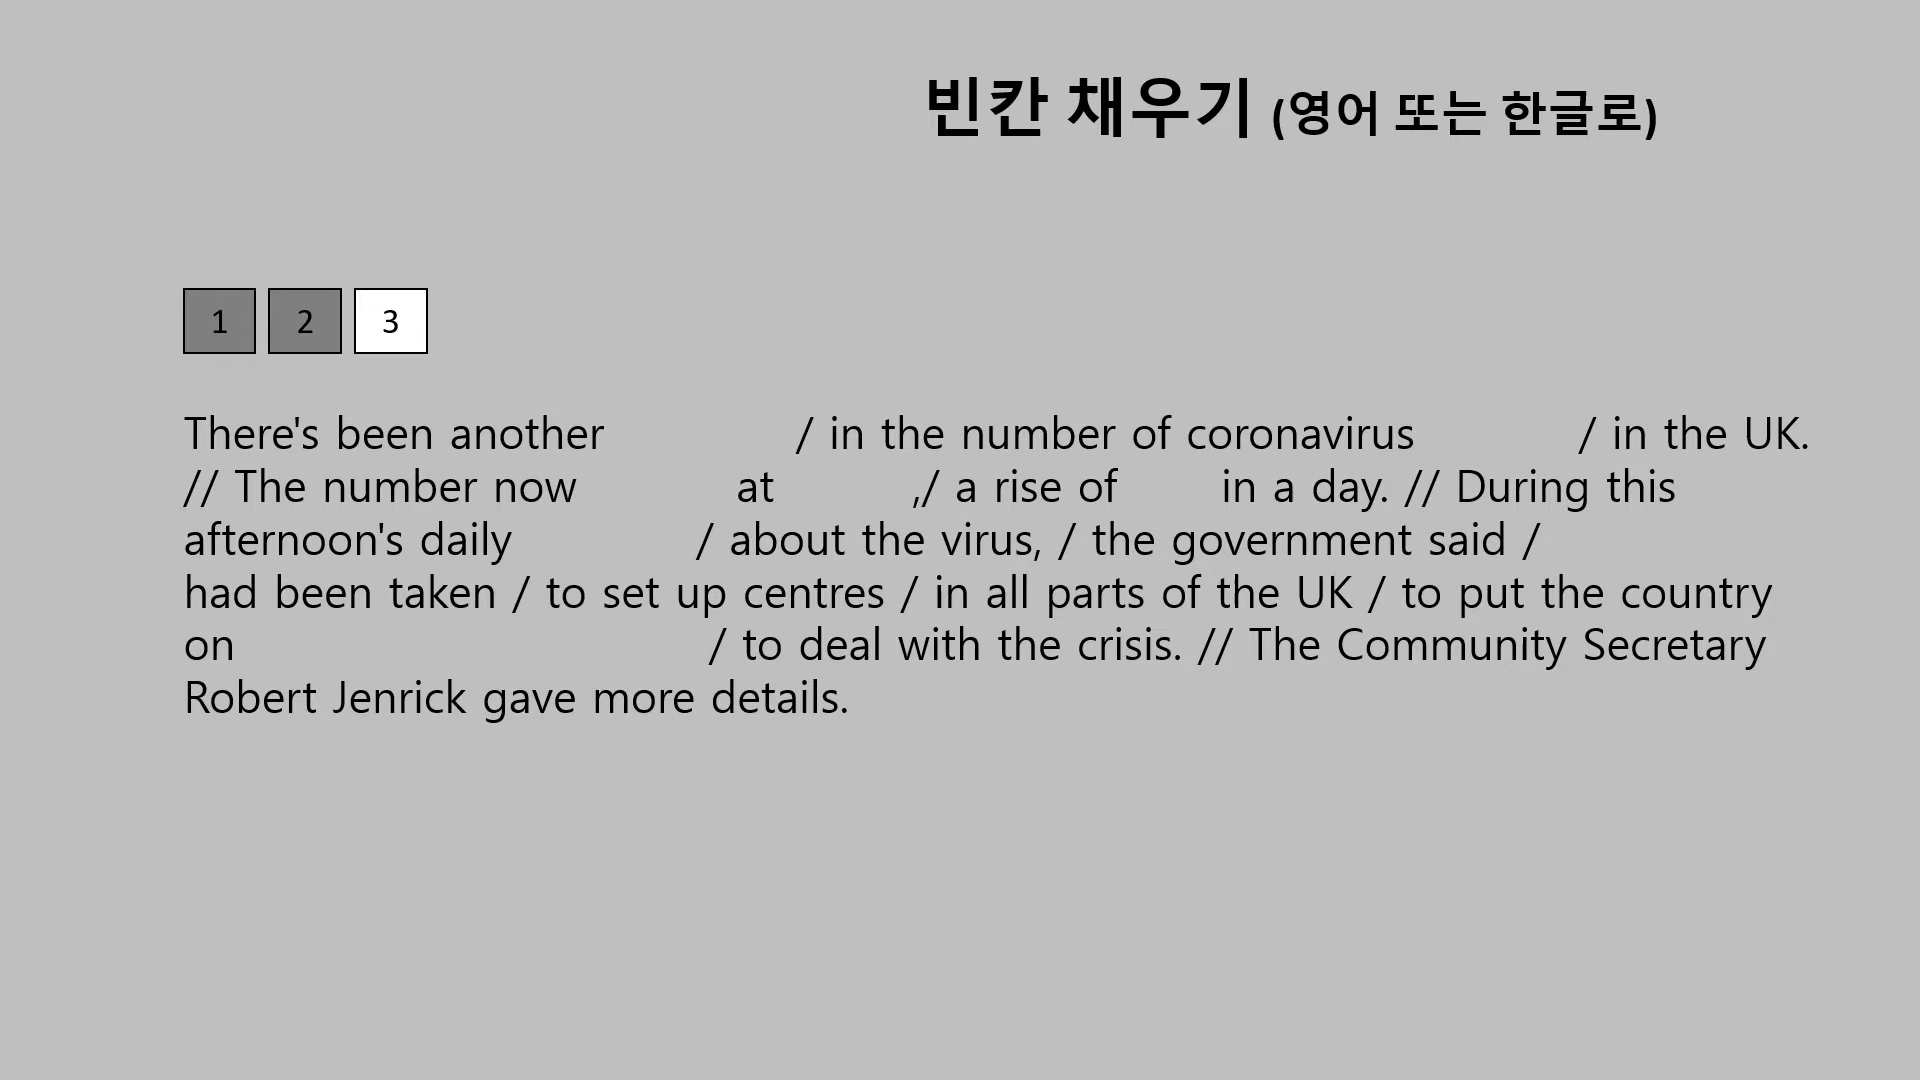 빈칸 채우기 (영어 또는 한글로)
1 2 3
There's been another / in the number of coronavirus / in the UK.
// The number now at ,/ a rise of in a day. // During this
afternoon's daily / about the virus, / the government said /
had been taken / to set up centres / in all parts of the UK / to put the country
on / to deal with the crisis. // The Community Secretary
Robert Jenrick gave more details.